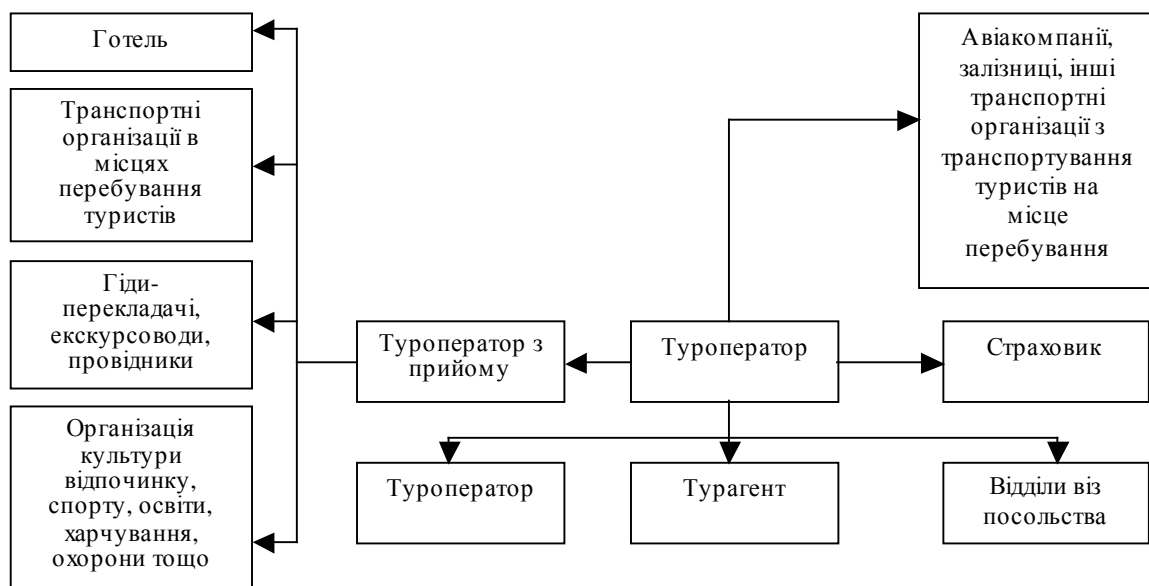 Готель
Транспортні
організації в
місцях
перебування
туристів
Гіди-
перекладачі,
екскурсоводи,
провідники
Організація
культури
відпочинку,
спорту, освіти,
харчування,
охорони тощо
Туроператор з
прийому
Туроператор
Авіакомпанії,
залізниці, інші
транспортні
організації з
транспортування
туристів на
місце
перебування
Страховик
Туроператор
Турагент
Відділи віз
посольства